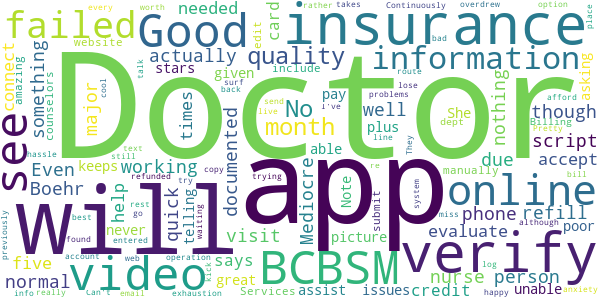 Doctor
app
will
insurance
verify
online
video
BCBSM
see
Good
failed
information
quality
month
No
nothing
something
actually
needed
card
edit
every
worth
rather
takes
Continuously
overdrew
option
website
stars
major
connect
amazing
counselors
given
include
bad
place
pay
times
asking
afford
talk
cool
surf
back
problems
route
lose
live
send
I've
though
She
dept
Pretty
Billing
bill
Even
Boehr
keeps
working
documented
Mediocre
well
plus
able
line
They
due
script
manually
accept
hassle
text
still
help
quick
telling
Note
re
copy
trying
submit
system
phone
refill
miss
although
evaluate
poor
previously
refunded
try
rest
go
never
visit
picture
best
found
entered
waiting
log
five
says
nurse
person
normal
account
web
operation
kick
great
assist
issues
credit
happy
unable
info
really
Can't
email
exhaustion
Services
anxiety